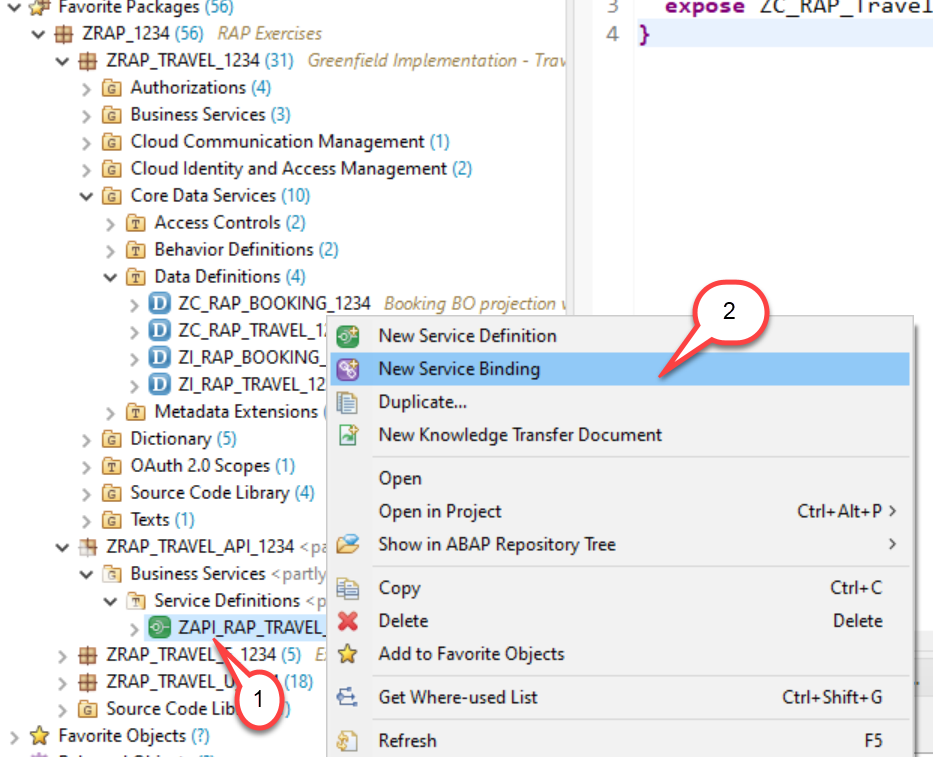 Favorite Packages (56)
ZRAP_1234 (56) RAP Exercises
ZRAP_TRAVEL_1234 (31) Greenfield Implementation - Trav
Authorizations (4)
Business Services (3)
Cloud Communication Management (1)
Cloud Identity and Access Management (2)
Core Data Services (10)
Access Controls (2)
Behavior Definitions (2)
Data Definitions (4)
ZC_RAP_BOOKING_1234 Booking BO projection v
ZC_RAP_TRAVEL_12
ZI_RAP_BOOKING_
ZI_RAP_TRAVEL_12
Metadata Extensions (
Dictionary (5)
OAuth 2.0 Scopes (1)
Source Code Library (4)
Texts (1)
ZRAP_TRAVEL_API_1234 <pa
Business Services <partly
Service Definitions <p
ZAPI_RAP_TRAVEL_
ZRAP_TRAVEL_ _1234 (5) E
ZRAP_TRAVEL_U (18)
Source Code Lib )
Favorite Objects (?)
3 expose ZC_RAP_Travel
4 }
New Service Definition
New Service Binding
Duplicate...
New Knowledge Transfer Document
Open
Open in Project Ctrl+Alt+P >
Show in ABAP Repository Tree >
Copy Ctrl+C
Delete Delete
Add to Favorite Objects
Get Where-used List Ctrl+Shift+G
Refresh F5
1
2